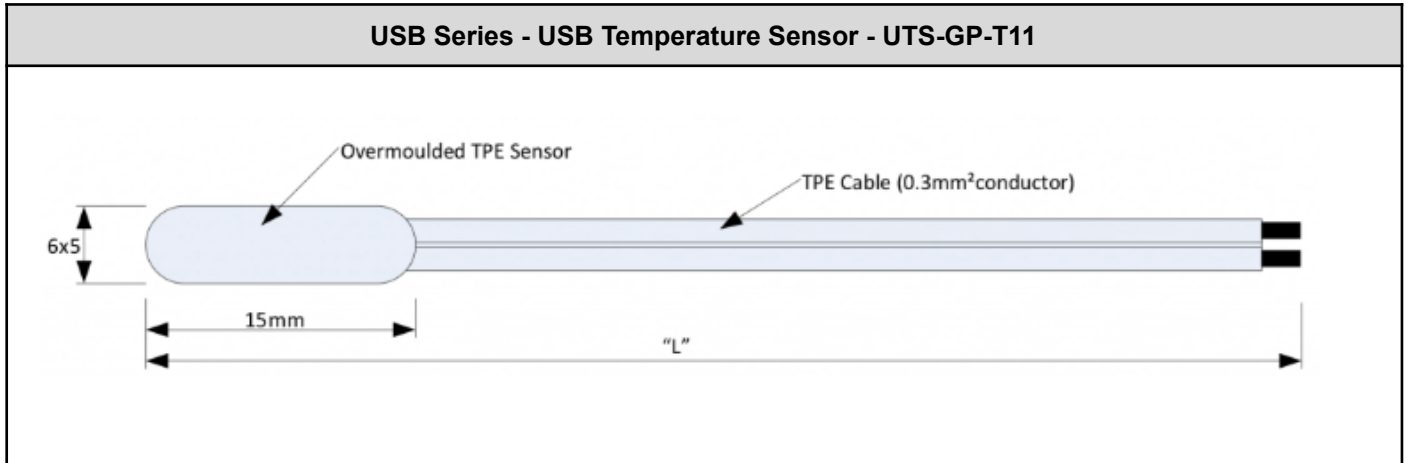 USB Series - USB Temperature Sensor - UTS-GP-T11
Overmoulded TPE Sensor
TPE Cable (0.3mm²conductor)
6x5
15mm
“L”